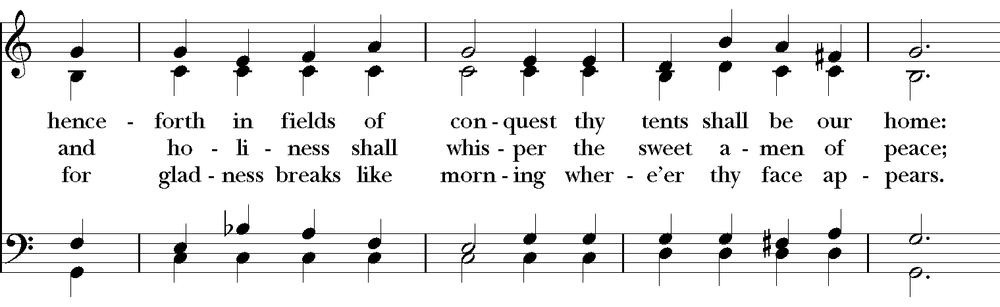 hence - forth in fields of con - quest thy tents shall be our home:
and ho - li - ness shall whis - per the sweet a - men of peace;
for glad - ness breaks like morn - ing wher - e’er thy face ap - pears.